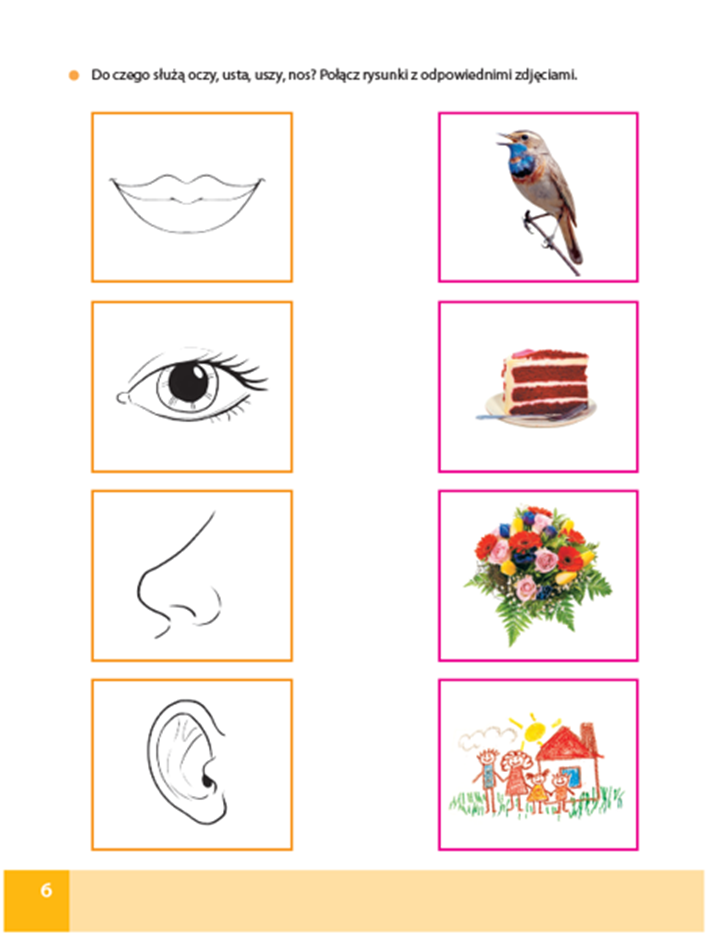 Do czego służą oczy, usta, uszy, nos? Połącz rysunki z odpowiednimi zdjęciami.
6